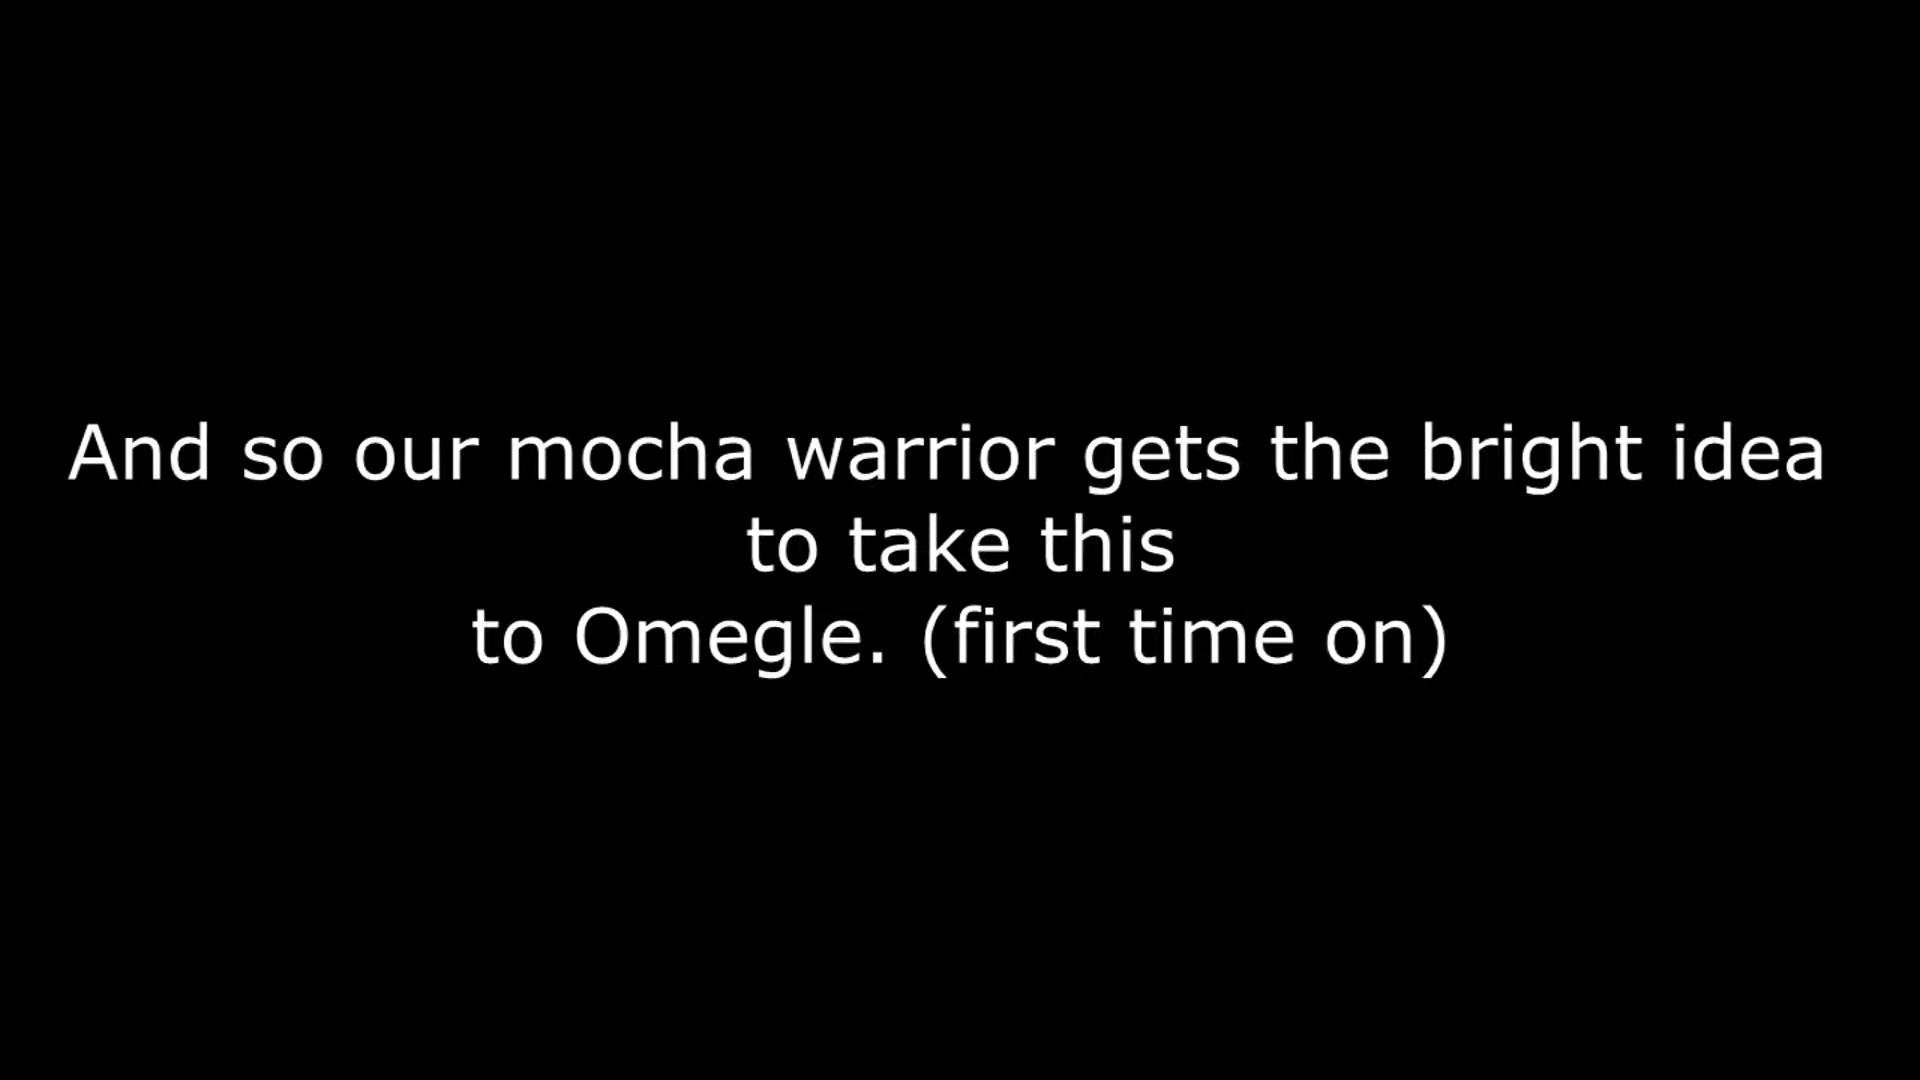 And so our mocha warrior gets the bright idea
to take this
to Omegle. (first time on)